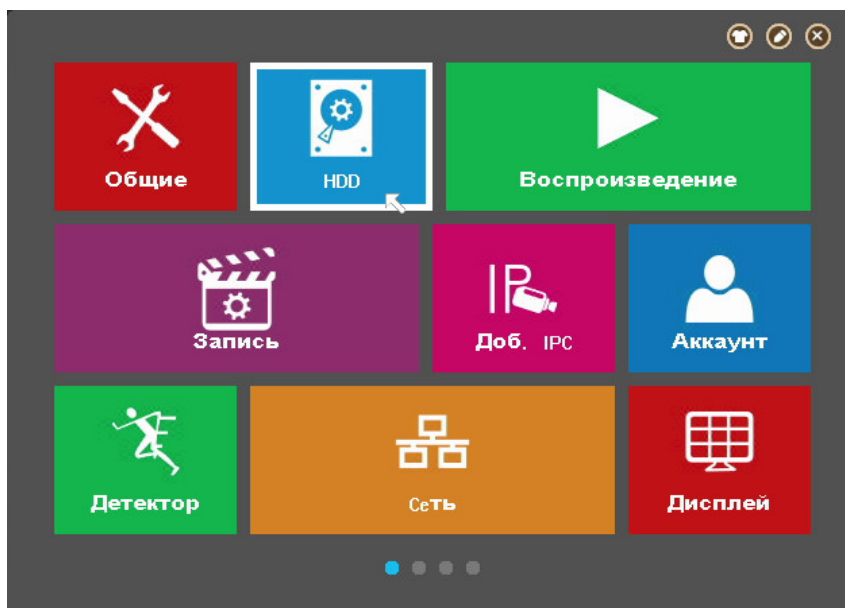 Общие
HDD
Воспроизведение
Запись
Доб. IPC
Аккаунт
Детектор
Сеть
Дисплей